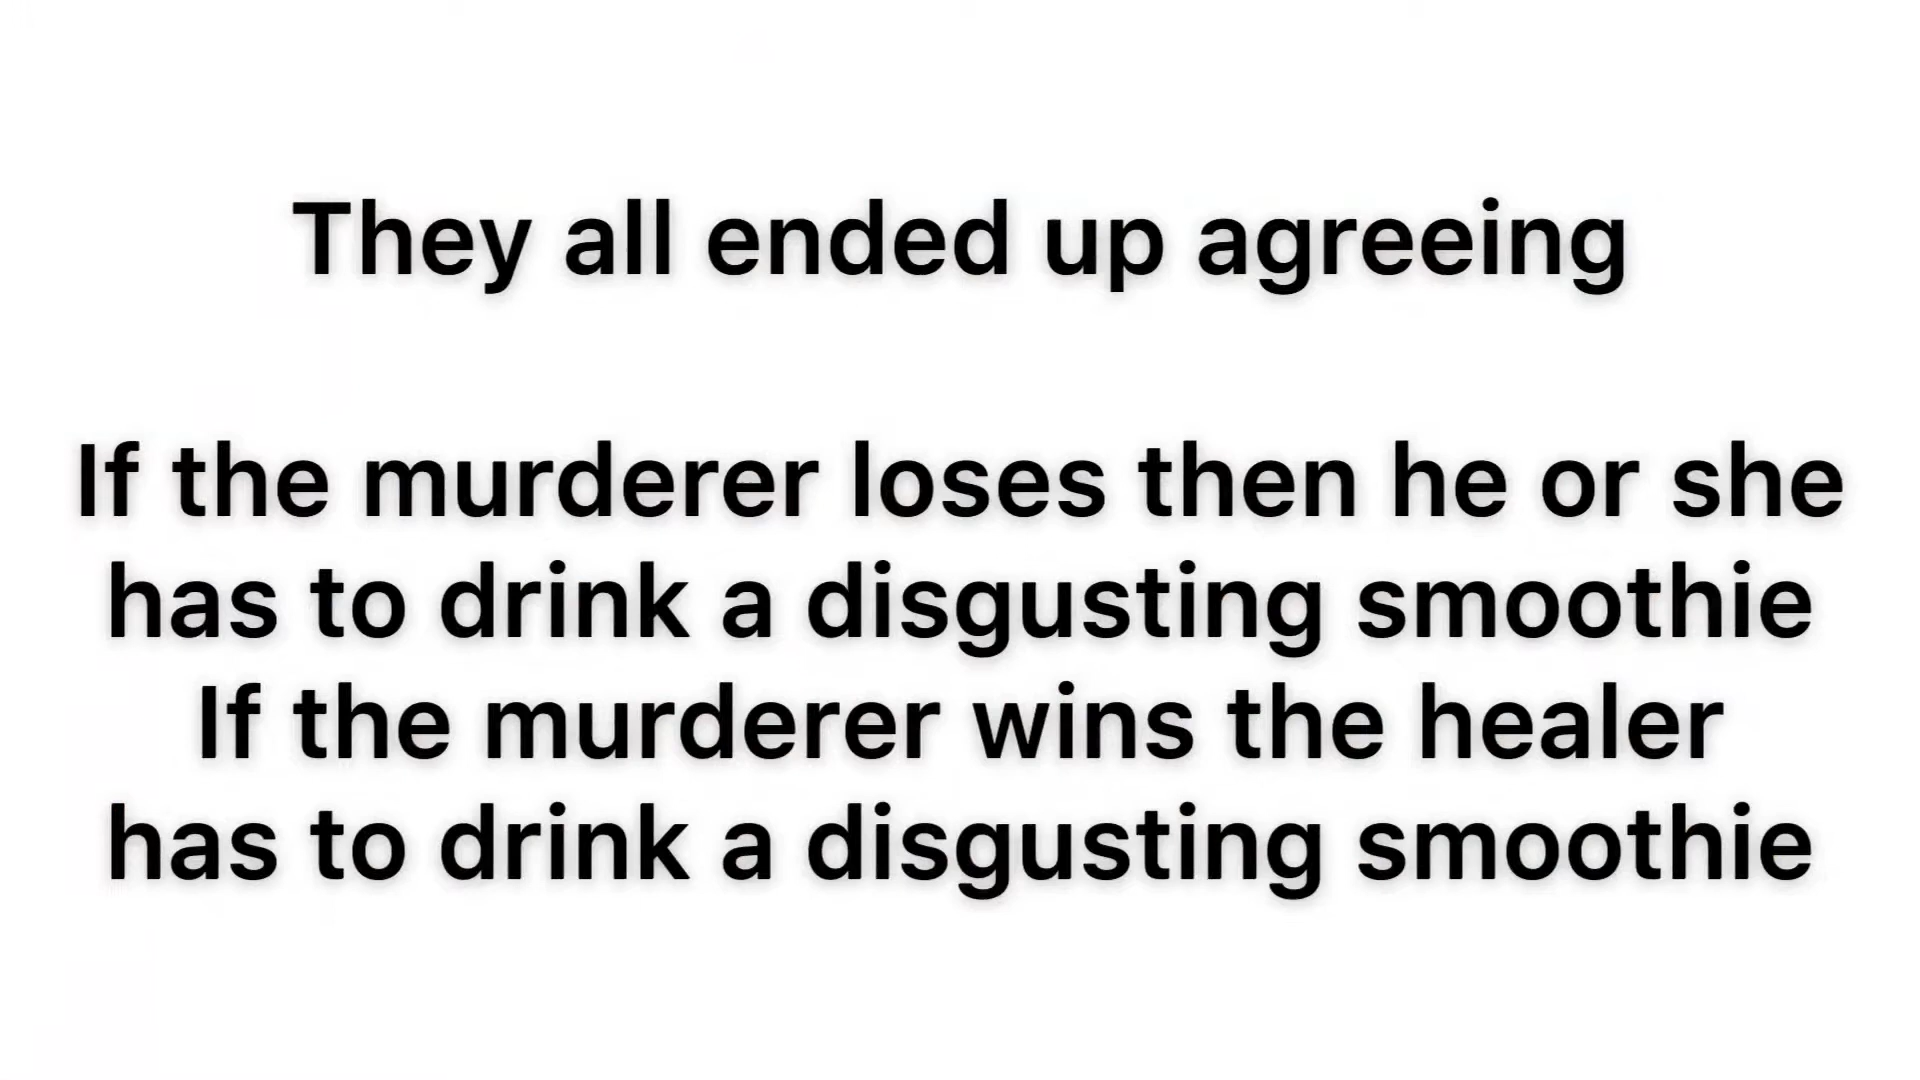 They all ended up agreeing
If the murderer loses then he or she
has to drink a disgusting smoothie
If the murderer wins the healer
has to drink a disgusting smoothie